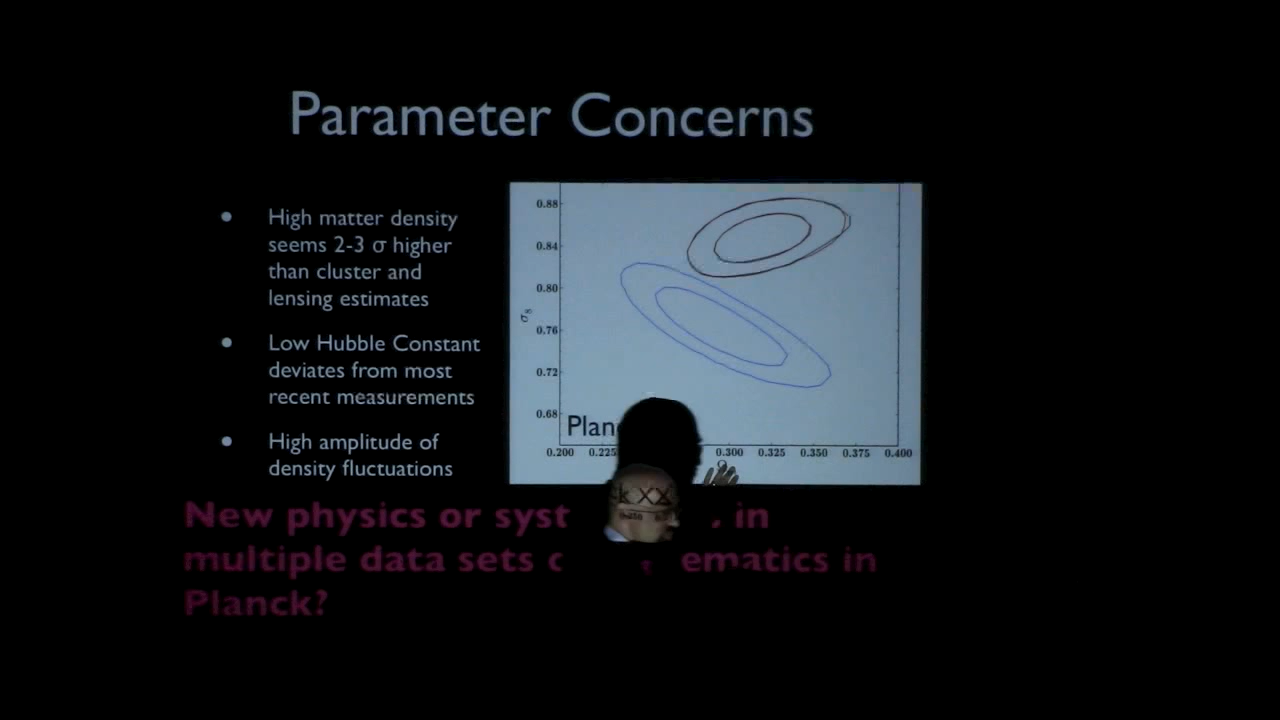 Parameter Concerns
• High matter density
seems 2-3 σ higher
than cluster and
lensing estimates
• Low Hubble Constant
deviates from most
recent measurements
• High amplitude of
density fluctuations
0.88
0.84
0.80
0.76
0.72
0.68
σ8
Plan
k XX
0.200 0.225 0.300 0.325 0.350 0.375 0.400
New physics or syst in
multiple data sets ematics in
Planck?